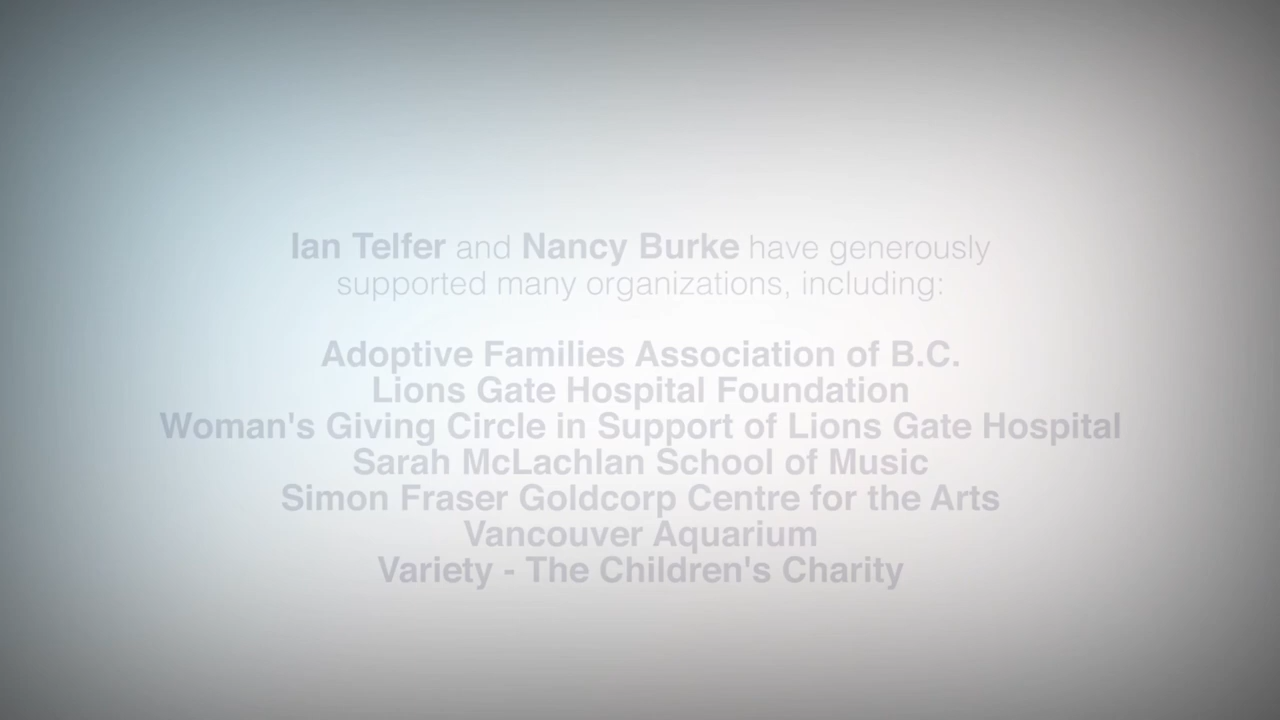 Ian Telfer and Nancy Burke have generously
supported many organizations, including:
Adoptive Families Association of B.C.
Lions Gate Hospital Foundation
Woman's Giving Circle in Support of Lions Gate Hospital
Sarah McLachlan School of Music
Simon Fraser Goldcorp Centre for the Arts
Vancouver Aquarium
Variety - The Children's Charity